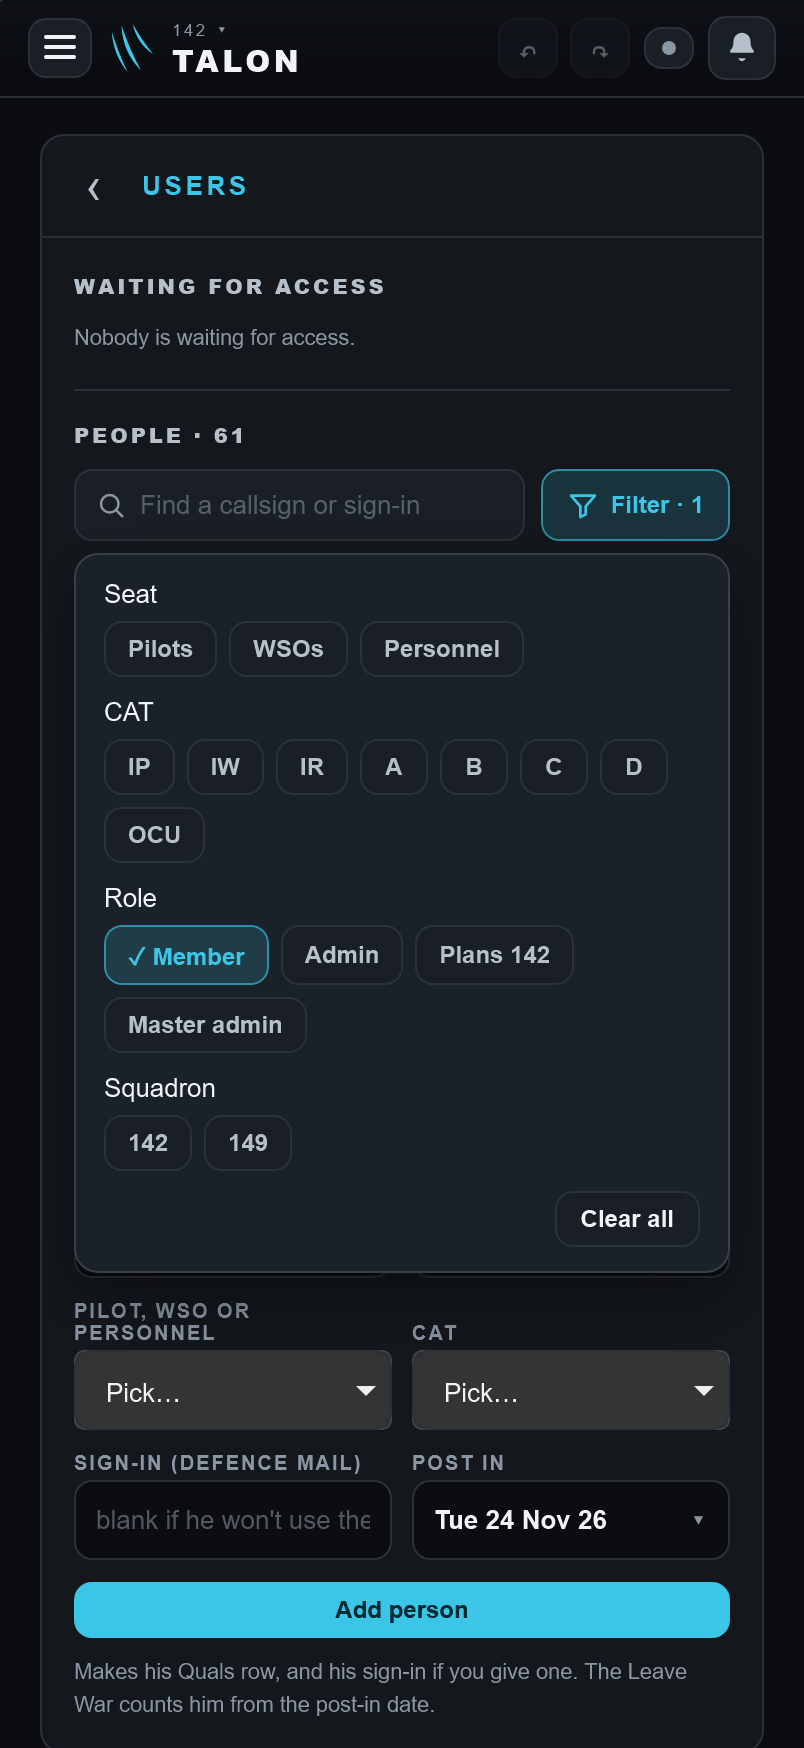 142 ▾
TALON
USERS
WAITING FOR ACCESS
Nobody is waiting for access.
PEOPLE · 61
Find a callsign or sign-in
Filter · 1
Seat
Pilots WSOs Personnel
CAT
IP IW IR A B C D
OCU
Role
✓ Member Admin Plans 142
Master admin
Squadron
142 149
Clear all
PILOT, WSO OR
PERSONNEL
CAT
Pick... Pick...
SIGN-IN (DEFENCE MAIL) POST IN
blank if he won't use the
Tue 24 Nov 26 ▾
Add person
Makes his Quals row, and his sign-in if you give one. The Leave
War counts him from the post-in date.